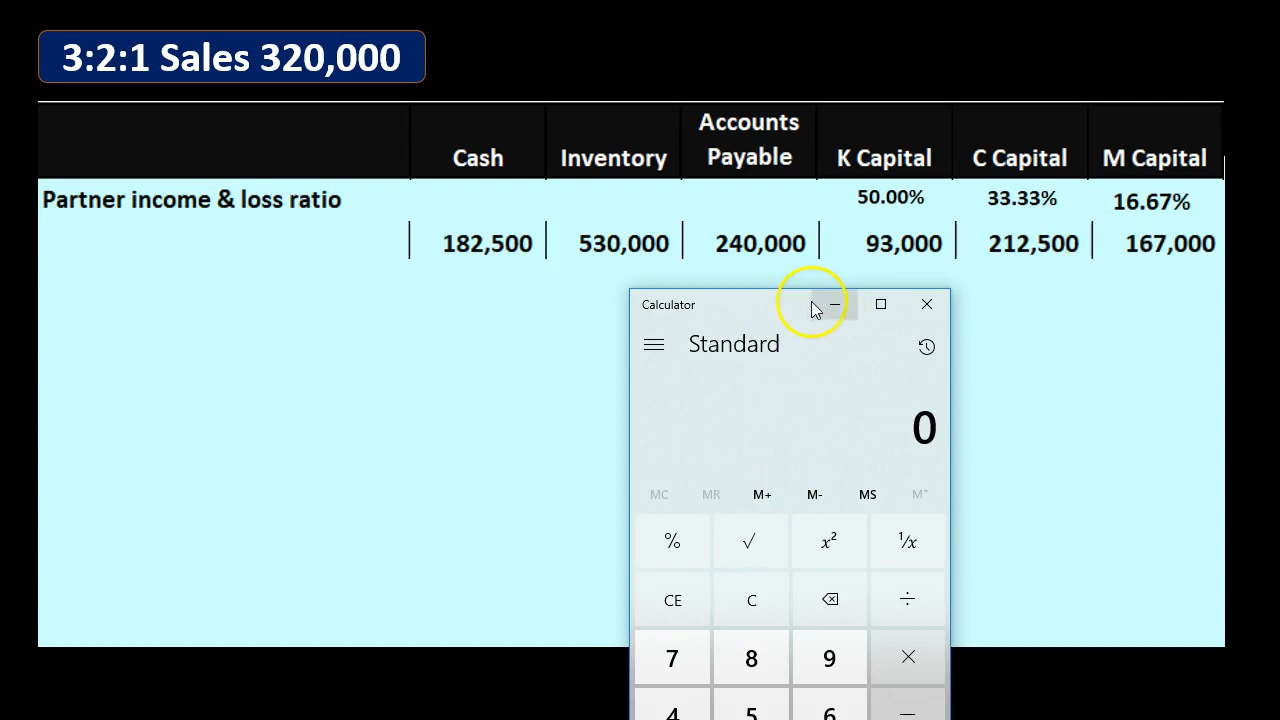 3:2:1 Sales 320,000
Accounts
Cash Inventory Payable K Capital C Capital M Capital
Partner income & loss ratio 50.00% 33.33% 16.67%
182,500 530,000 240,000 93,000 212,500 167,000
Calculator
Standard
0
MC MR M+ M- MS M˅
% √ x² ¹/x
CE C ÷
7 8 9 ×
4 5 6 −